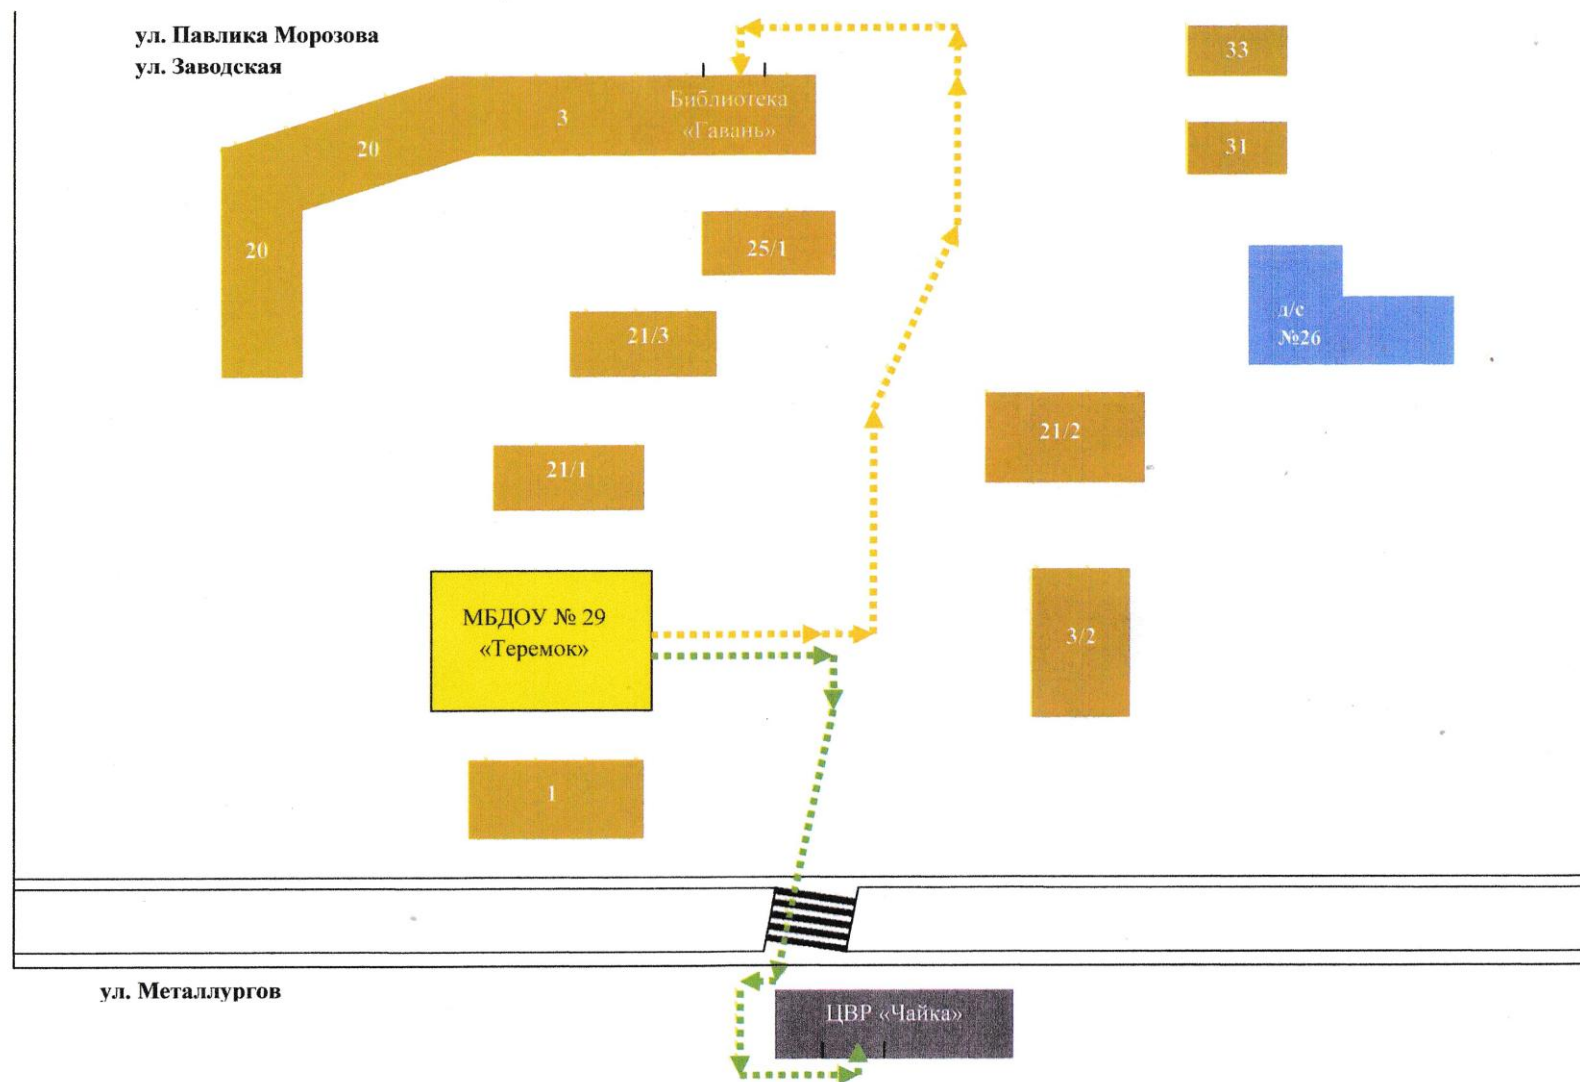 ул. Павлика Морозова
ул. Заводская
33
Библиотека
«Гавань»
3
20
31
20
25/1
д/с
№26
21/3
21/2
21/1
МБДОУ № 29
«Теремок»
3/2
1
ул. Металлургов
ЦВР «Чайка»